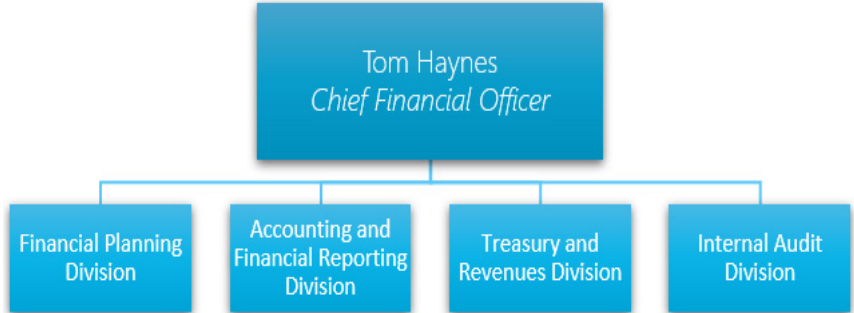 Tom Haynes
Chief Financial Officer
Financial Planning
Division
Accounting and
Financial Reporting
Division
Treasury and
Revenues Division
Internal Audit
Division